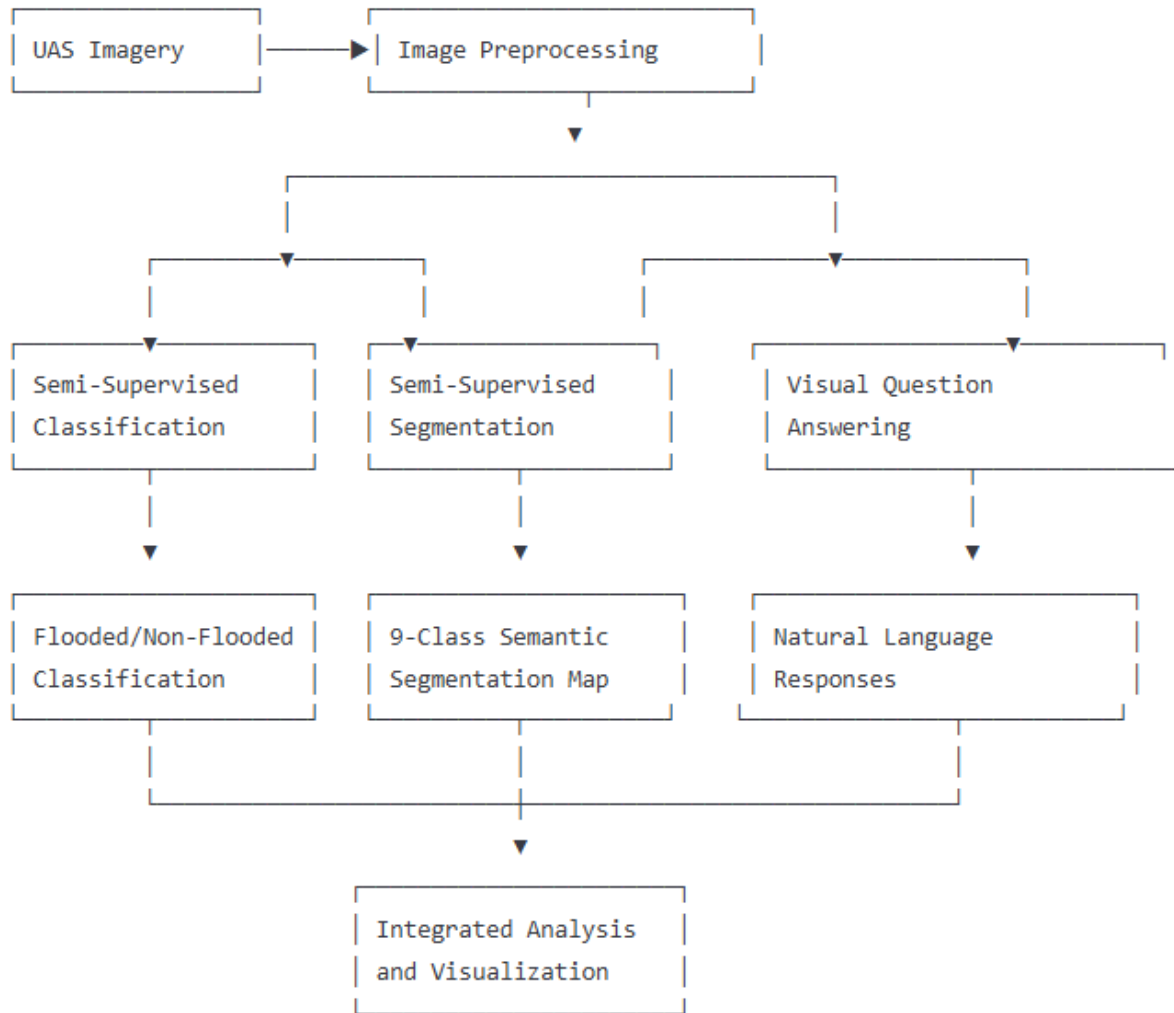 UAS Imagery
Image Preprocessing
Semi-Supervised
Classification
Semi-Supervised
Segmentation
Visual Question
Answering
Flooded/Non-Flooded
Classification
9-Class Semantic
Segmentation Map
Natural Language
Responses
Integrated Analysis
and Visualization